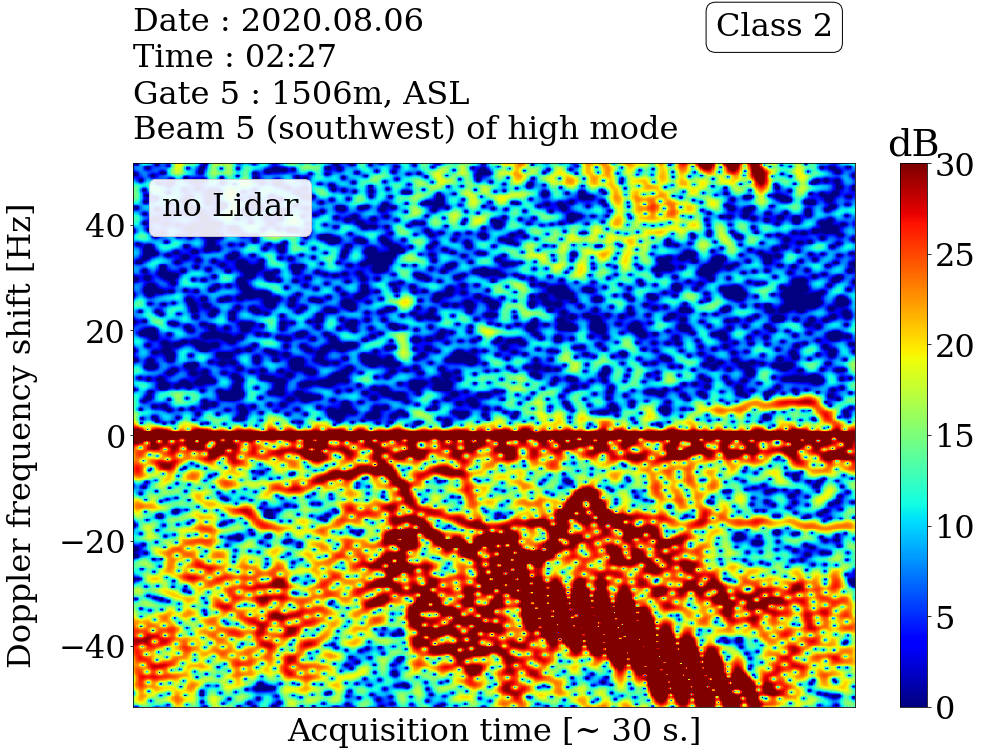 Date : 2020.08.06
Time : 02:27
Gate 5 : 1506m, ASL
Beam 5 (southwest) of high mode
Class 2
dB
no Lidar
Doppler frequency shift [Hz]
40
20
0
−20
−40
30
25
20
15
10
5
0
Acquisition time [~ 30 s.]